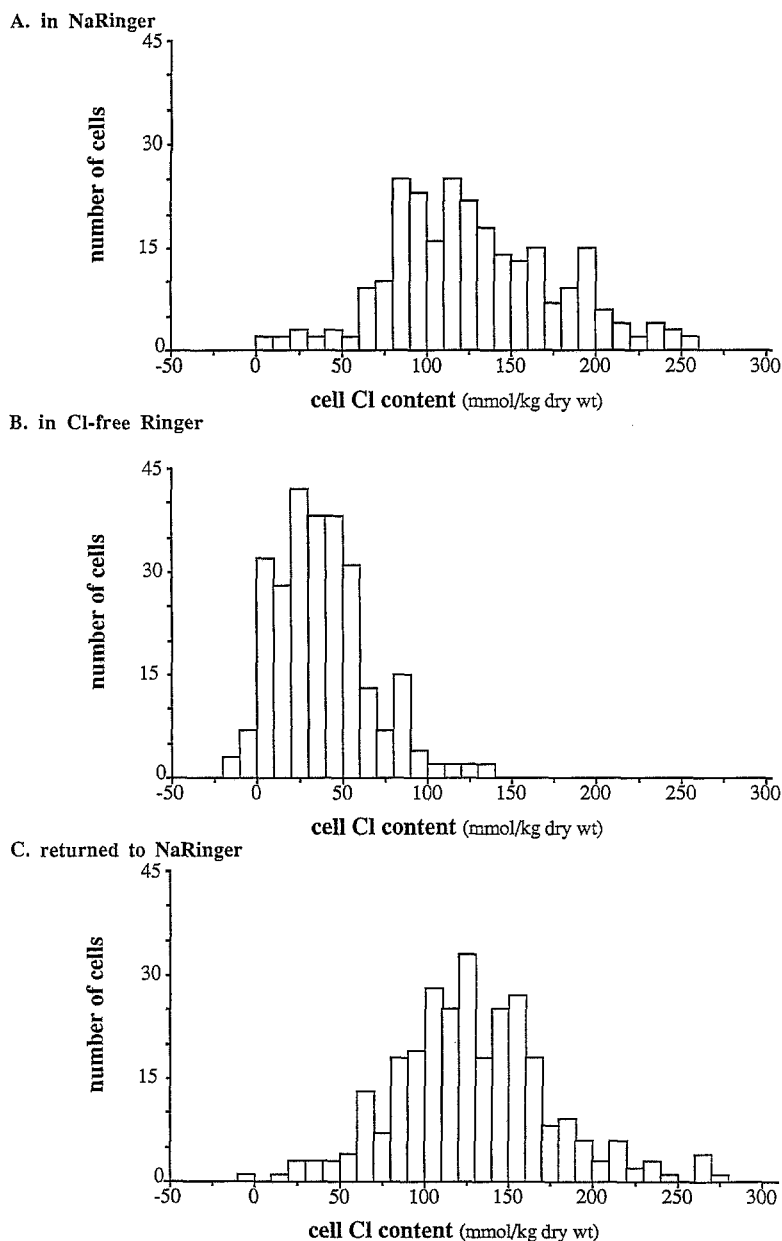 A. in NaRinger
45
30
15
0
number of cells
-50 0 50 100 150 200 250 300
cell Cl content (mmol/kg dry wt)
B. in Cl-free Ringer
45
30
15
0
number of cells
-50 0 50 100 150 200 250 300
cell Cl content (mmol/kg dry wt)
C. returned to NaRinger
45
30
15
0
number of cells
-50 0 50 100 150 200 250 300
cell Cl content (mmol/kg dry wt)